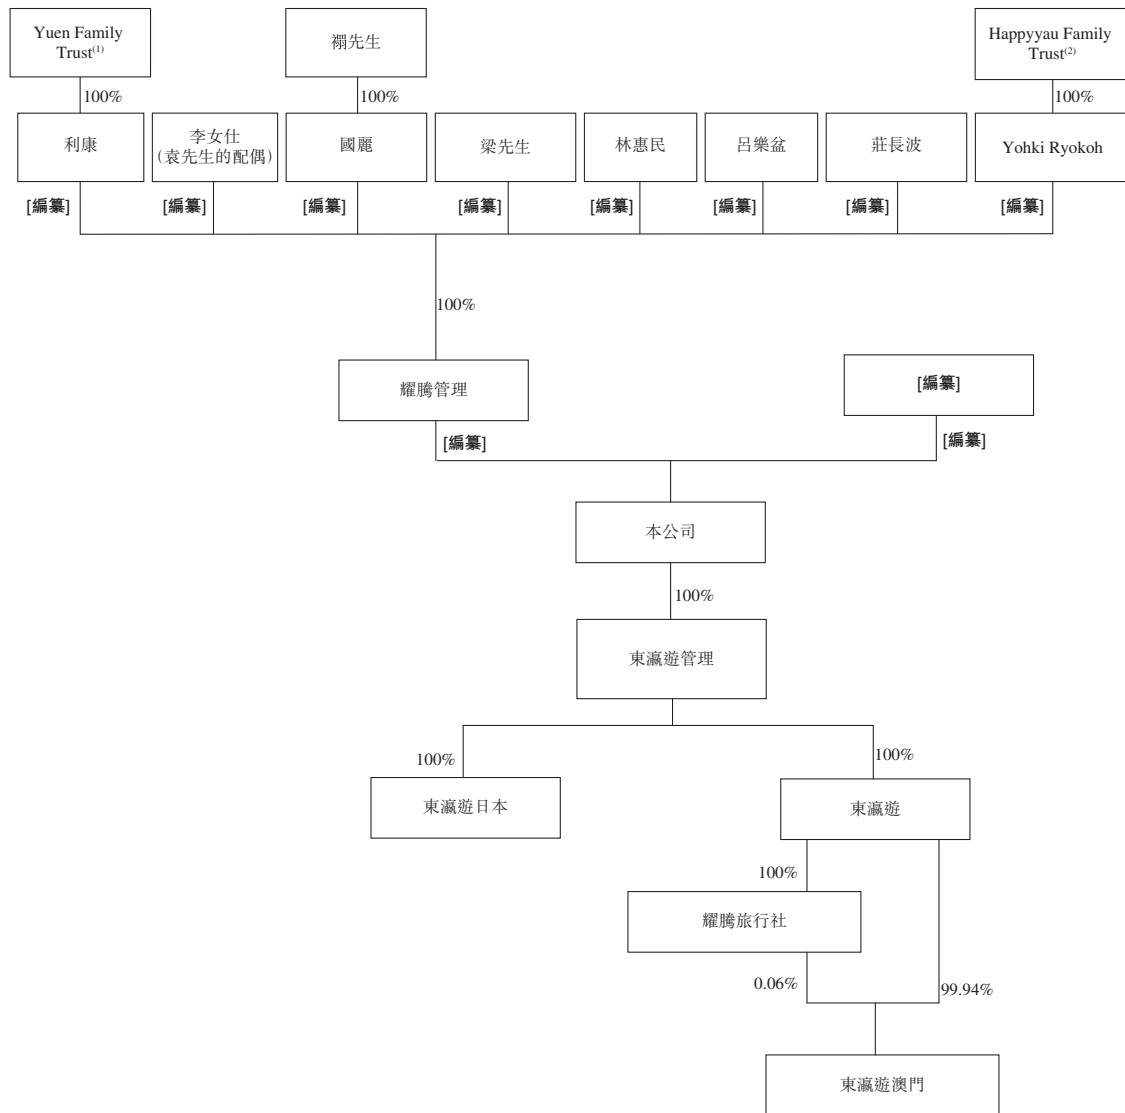 Yuen Family
Trust(1)
禤先生
Happyyau Family
Trust(2)
100%
100%
100%
利康
李女仕
(袁先生的配偶)
國麗
梁先生
林惠民
呂樂盆
莊長波
Yohki Ryokoh
[編纂]
[編纂]
[編纂]
[編纂]
[編纂]
[編纂]
[編纂]
[編纂]
100%
耀騰管理
[編纂]
[編纂]
[編纂]
本公司
100%
東瀛遊管理
100%
100%
東瀛遊日本
東瀛遊
100%
耀騰旅行社
0.06%
99.94%
東瀛遊澳門